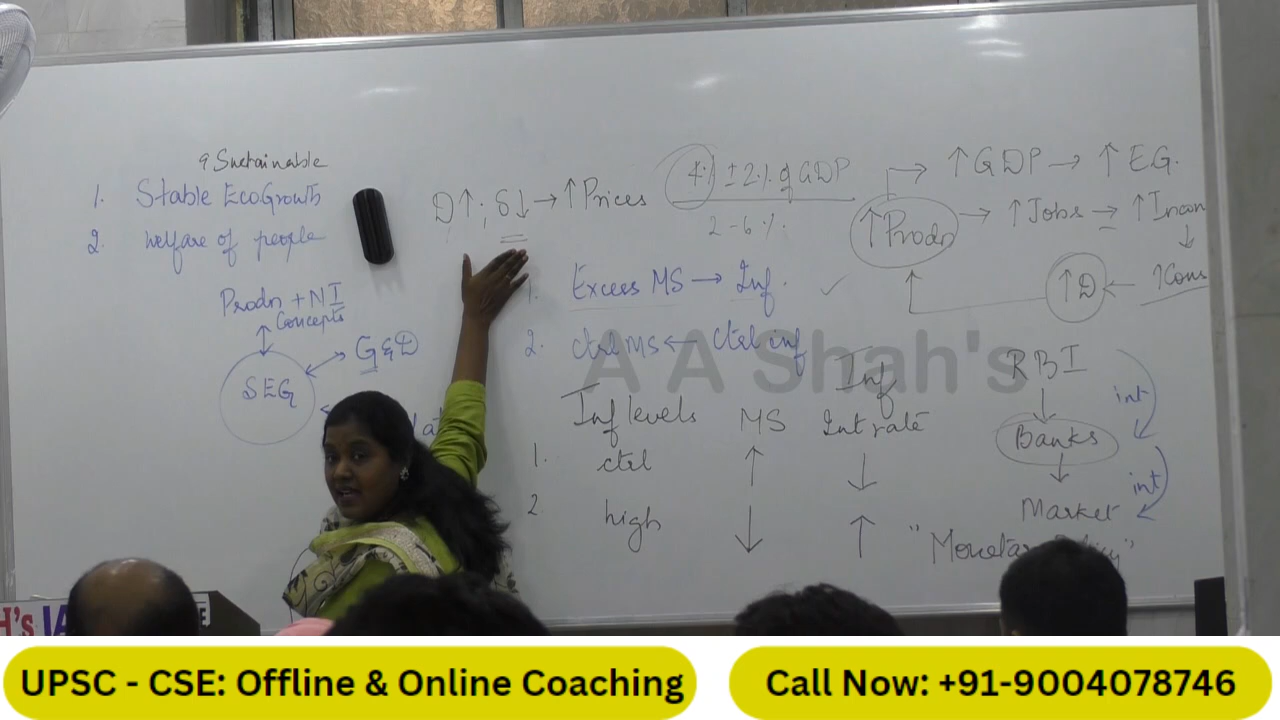 & Sustainable
1. Stable EcoGrowth
2. Welfare of people
Prodn + NI
Concepts
SEG
G & D
D↑; S↓ → ↑Prices
4% ± 2% of GDP
2 - 6 %
↑Prodn
→ ↑GDP → ↑EG.
→ ↑Jobs → ↑Incom
↑D ← ↑Cons
1. Excess MS → Inf. ✓
2. Ctrl MS ← Ctrl inf
Inf
Inf levels MS Int rate
1. ctrl ↑ ↓
2 high ↓ ↑
RBI
int
Banks
int
Market
"Monetary Policy"
A A Shah's
H's IA
UPSC - CSE: Offline & Online Coaching
Call Now: +91-9004078746